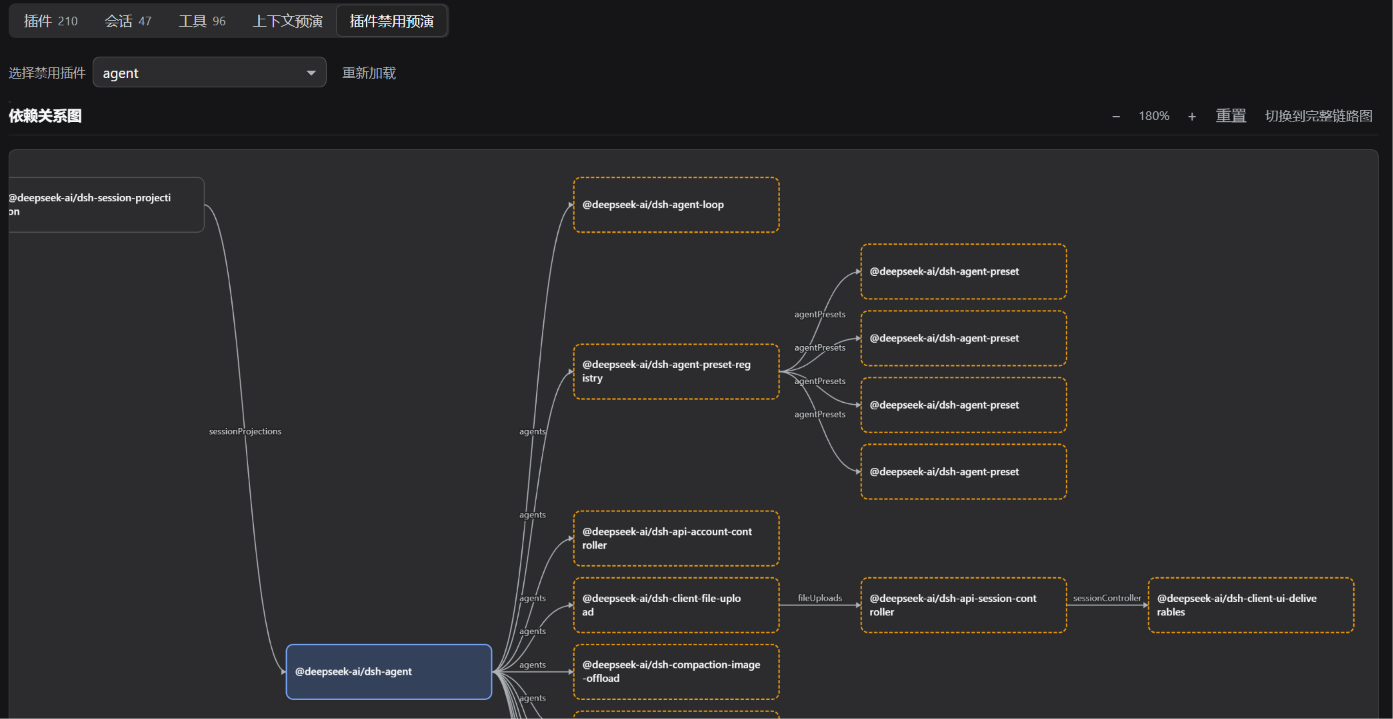 插件 210 会话 47 工具 96 上下文预演 插件禁用预演
选择禁用插件 agent 重新加载
依赖关系图 − 180% + 重置 切换到完整链路图
@deepseek-ai/dsh-session-projecti
on
@deepseek-ai/dsh-agent-loop
@deepseek-ai/dsh-agent-preset
agentPresets
@deepseek-ai/dsh-agent-preset
agentPresets
@deepseek-ai/dsh-agent-preset-reg
istry
agentPresets
@deepseek-ai/dsh-agent-preset
agentPresets
sessionProjections
agents
@deepseek-ai/dsh-agent-preset
agents
@deepseek-ai/dsh-api-account-cont
roller
agents
@deepseek-ai/dsh-client-file-uplo
ad
fileUploads
@deepseek-ai/dsh-api-session-cont
roller
sessionController
@deepseek-ai/dsh-client-ui-delive
rables
agents
agents
@deepseek-ai/dsh-compaction-image
-offload
@deepseek-ai/dsh-agent
agents